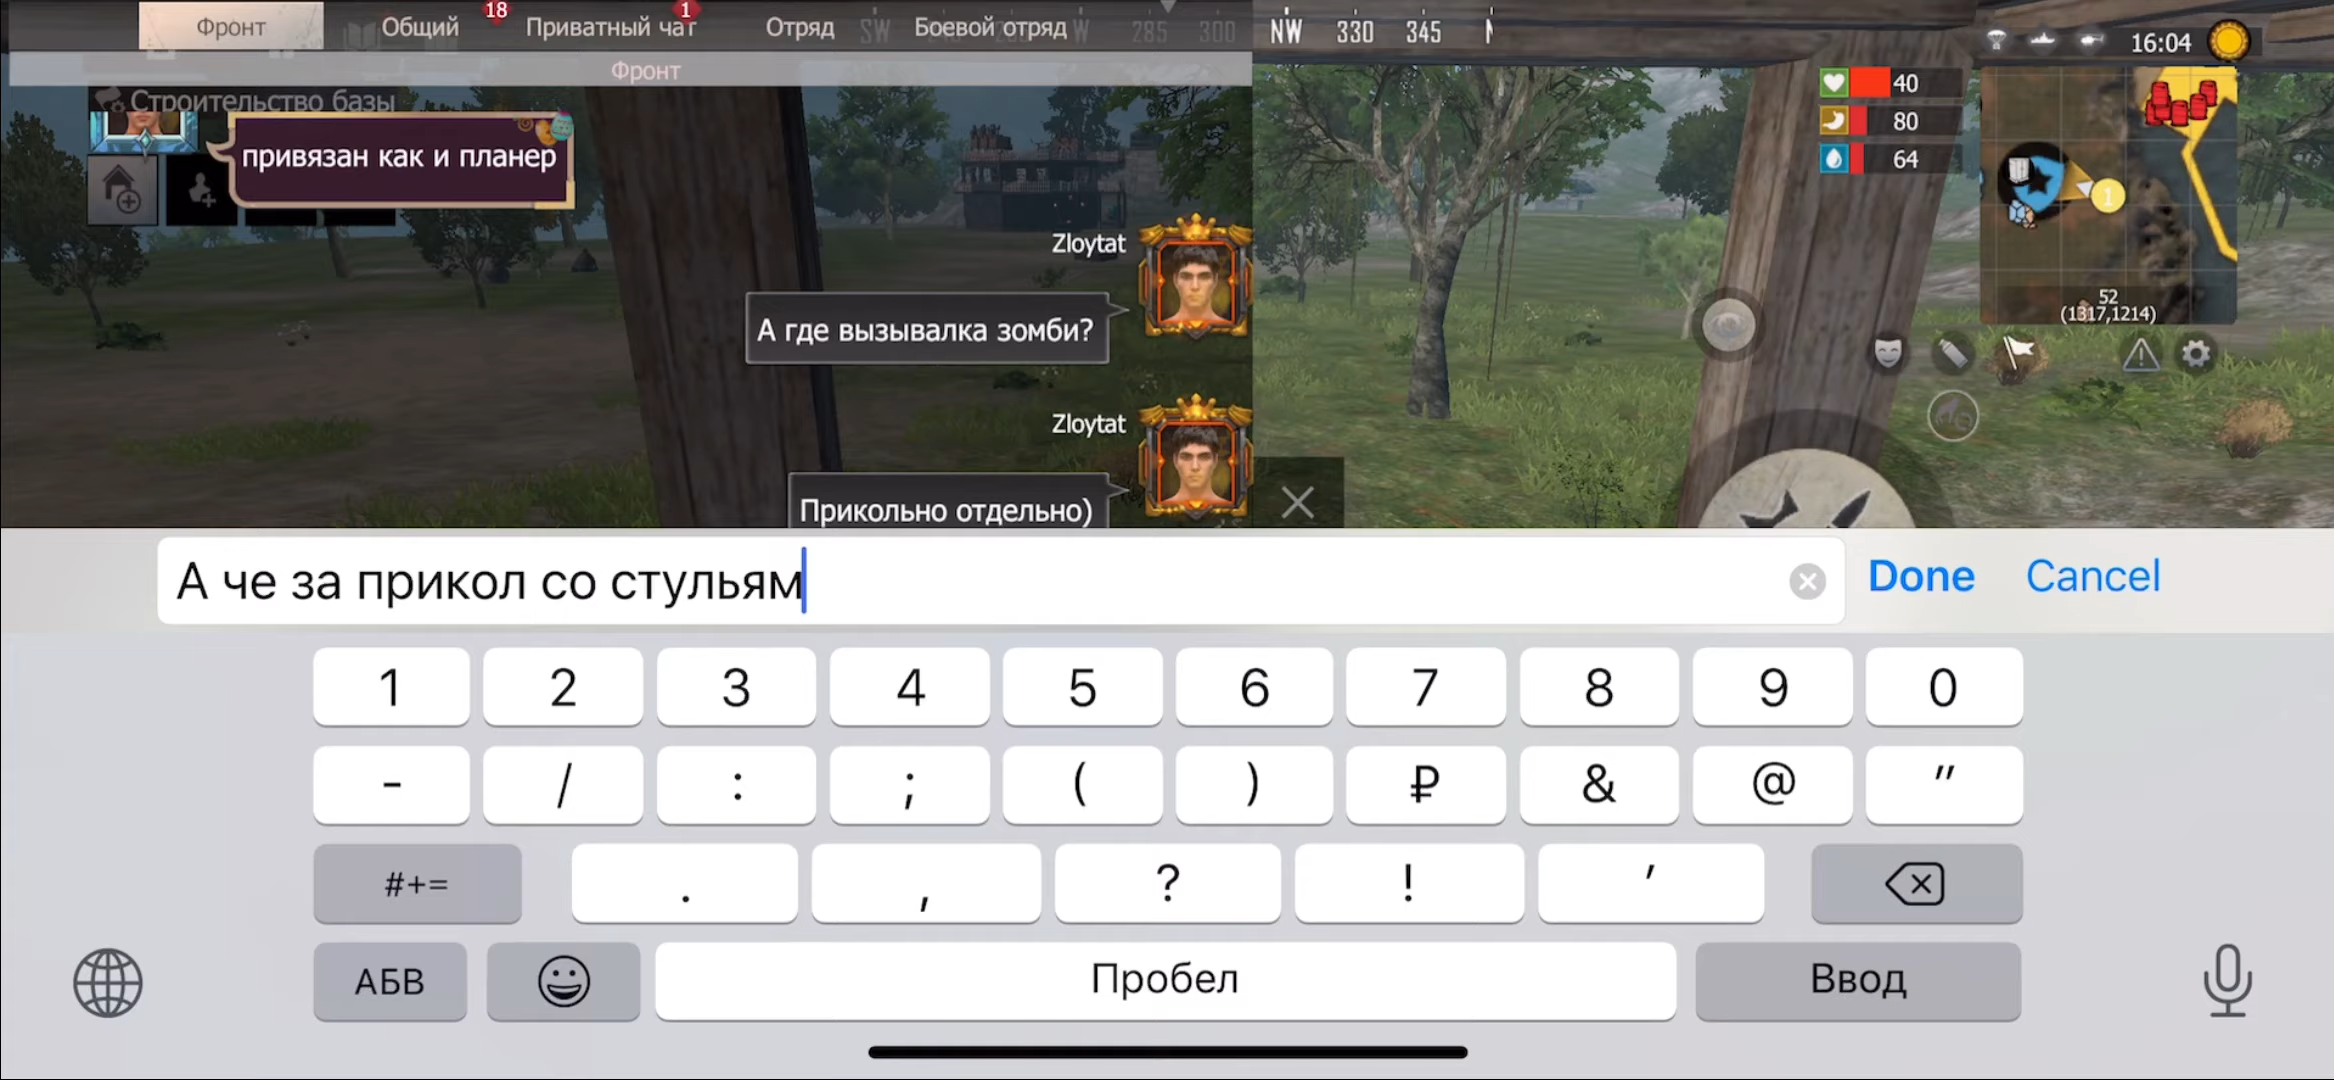 Фронт
Общий
18
Приватный чат
1
Отряд
Боевой отряд
SW
W
285
300
NW
330
345
16:04
Фронт
Строительство базы
привязан как и планер
40
80
64
1
52
(1317,1214)
Zloytat
А где вызывалка зомби?
Zloytat
Прикольно отдельно)
А че за прикол со стульям
Done
Cancel
1 2 3 4 5 6 7 8 9 0
- / : ; ( ) ₽ & @ "
#+= . , ? ! '
АБВ Пробел Ввод